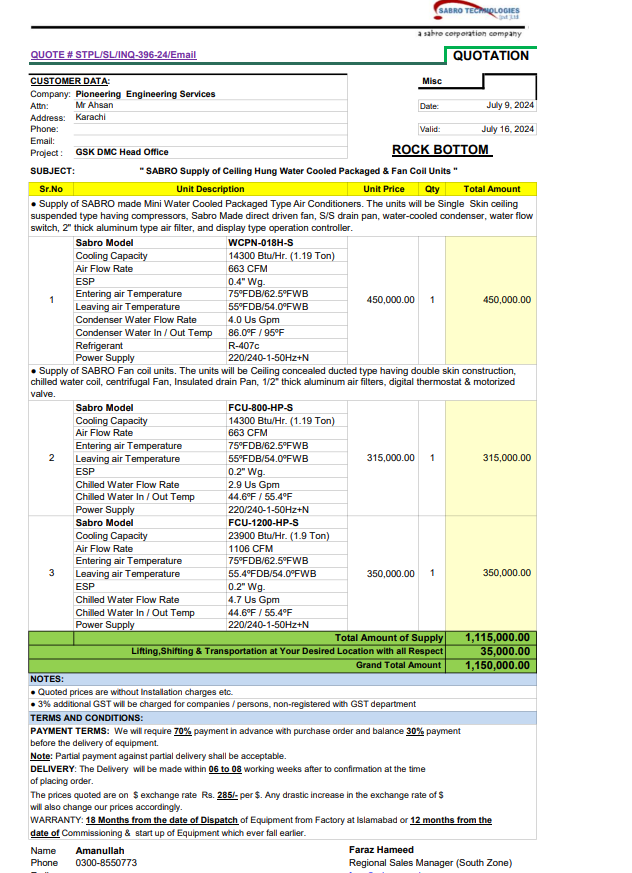 SABRO TECHNOLOGIES
(pvt) Ltd
a sabro corporation company
QUOTE # STPL/SL/INQ-396-24/Email
QUOTATION
CUSTOMER DATA:
Misc
Company: Pioneering Engineering Services
Attn: Mr Ahsan
Date: July 9, 2024
Address: Karachi
Phone:
Valid: July 16, 2024
Email:
Project : GSK DMC Head Office
ROCK BOTTOM
SUBJECT: " SABRO Supply of Ceiling Hung Water Cooled Packaged & Fan Coil Units "
Sr.No Unit Description Unit Price Qty Total Amount
● Supply of SABRO made Mini Water Cooled Packaged Type Air Conditioners. The units will be Single Skin ceiling
suspended type having compressors, Sabro Made direct driven fan, S/S drain pan, water-cooled condenser, water flow
switch, 2" thick aluminum type air filter, and display type operation controller.
Sabro Model WCPN-018H-S
Cooling Capacity 14300 Btu/Hr. (1.19 Ton)
Air Flow Rate 663 CFM
ESP 0.4" Wg.
Entering air Temperature 75ºFDB/62.5ºFWB
1 Leaving air Temperature 55ºFDB/54.0ºFWB 450,000.00 1 450,000.00
Condenser Water Flow Rate 4.0 Us Gpm
Condenser Water In / Out Temp 86.0ºF / 95ºF
Refrigerant R-407c
Power Supply 220/240-1-50Hz+N
● Supply of SABRO Fan coil units. The units will be Ceiling concealed ducted type having double skin construction,
chilled water coil, centrifugal Fan, Insulated drain Pan, 1/2" thick aluminum air filters, digital thermostat & motorized
valve.
Sabro Model FCU-800-HP-S
Cooling Capacity 14300 Btu/Hr. (1.19 Ton)
Air Flow Rate 663 CFM
Entering air Temperature 75ºFDB/62.5ºFWB
2 Leaving air Temperature 55ºFDB/54.0ºFWB 315,000.00 1 315,000.00
ESP 0.2" Wg.
Chilled Water Flow Rate 2.9 Us Gpm
Chilled Water In / Out Temp 44.6ºF / 55.4ºF
Power Supply 220/240-1-50Hz+N
Sabro Model FCU-1200-HP-S
Cooling Capacity 23900 Btu/Hr. (1.9 Ton)
Air Flow Rate 1106 CFM
Entering air Temperature 75ºFDB/62.5ºFWB
3 Leaving air Temperature 55.4ºFDB/54.0ºFWB 350,000.00 1 350,000.00
ESP 0.2" Wg.
Chilled Water Flow Rate 4.7 Us Gpm
Chilled Water In / Out Temp 44.6ºF / 55.4ºF
Power Supply 220/240-1-50Hz+N
Total Amount of Supply 1,115,000.00
Lifting,Shifting & Transportation at Your Desired Location with all Respect 35,000.00
Grand Total Amount 1,150,000.00
NOTES:
● Quoted prices are without Installation charges etc.
● 3% additional GST will be charged for companies / persons, non-registered with GST department
TERMS AND CONDITIONS:
PAYMENT TERMS: We will require 70% payment in advance with purchase order and balance 30% payment
before the delivery of equipment.
Note: Partial payment against partial delivery shall be acceptable.
DELIVERY: The Delivery will be made within 06 to 08 working weeks after to confirmation at the time
of placing order.
The prices quoted are on $ exchange rate Rs. 285/- per $. Any drastic increase in the exchange rate of $
will also change our prices accordingly.
WARRANTY: 18 Months from the date of Dispatch of Equipment from Factory at Islamabad or 12 months from the
date of Commissioning & start up of Equipment which ever fall earlier.
Name Amanullah Faraz Hameed
Phone 0300-8550773 Regional Sales Manager (South Zone)